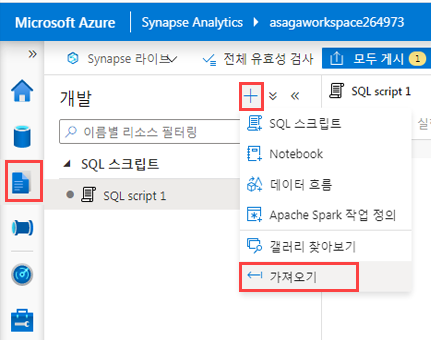 Microsoft Azure Synapse Analytics ▸ asagaworkspace264973
» Synapse 라이브 전체 유효성 검사 모두 게시 1
개발
SQL script 1
이름별 리소스 필터링
SQL 스크립트
SQL script 1
SQL 스크립트
Notebook
데이터 흐름
Apache Spark 작업 정의
갤러리 찾아보기
가져오기